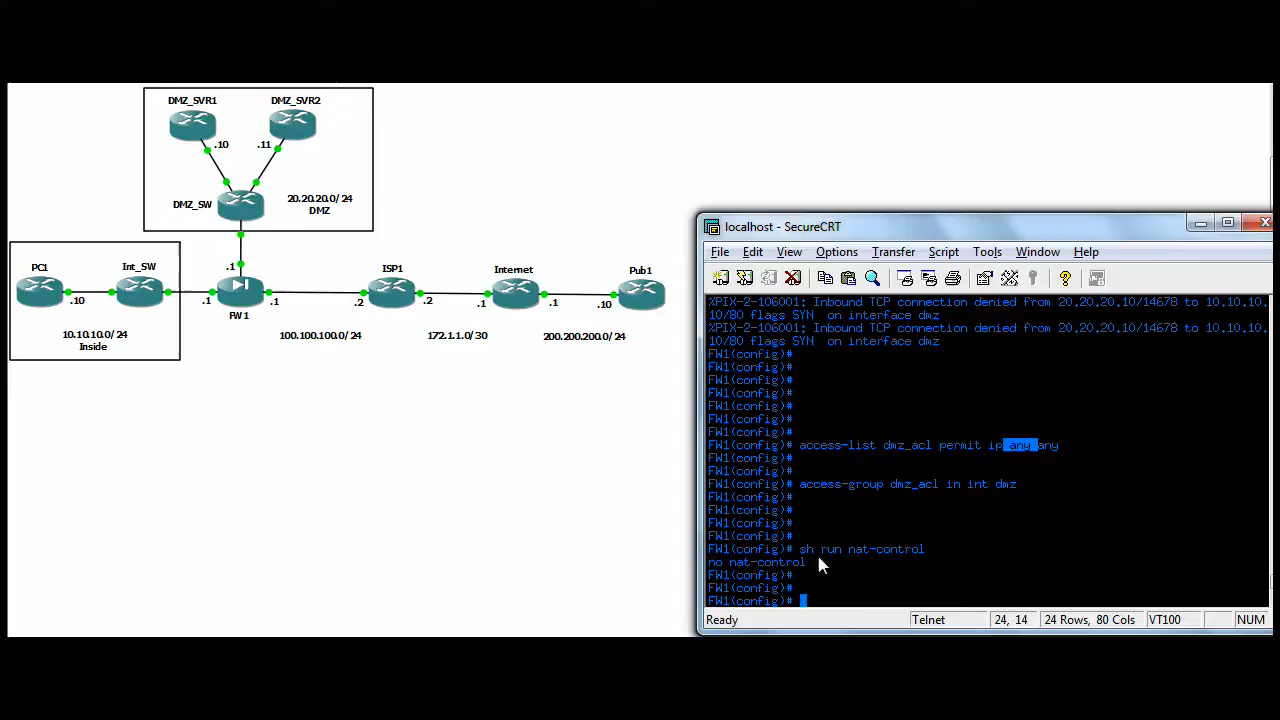 DMZ_SVR1
DMZ_SVR2
.10
.11
DMZ_SW
20.20.20.0/24
DMZ
PC1
Int_SW
.1
ISP1
Internet
Pub1
.10
.1
.1
.2
.2
.1
.1
.10
FW1
10.10.10.0/24
Inside
100.100.100.0/24
172.1.1.0/30
200.200.200.0/24
localhost - SecureCRT
File Edit View Options Transfer Script Tools Window Help
%PIX-2-106001: Inbound TCP connection denied from 20.20.20.10/14678 to 10.10.10.
10/80 flags SYN  on interface dmz
%PIX-2-106001: Inbound TCP connection denied from 20.20.20.10/14678 to 10.10.10.
10/80 flags SYN  on interface dmz
FW1(config)#
FW1(config)#
FW1(config)#
FW1(config)#
FW1(config)#
FW1(config)#
FW1(config)#
FW1(config)# access-list dmz_acl permit ip any any
FW1(config)#
FW1(config)#
FW1(config)# access-group dmz_acl in int dmz
FW1(config)#
FW1(config)#
FW1(config)#
FW1(config)#
FW1(config)# sh run nat-control
no nat-control
FW1(config)#
FW1(config)#
FW1(config)#
Ready Telnet 24, 14 24 Rows, 80 Cols VT100 NUM